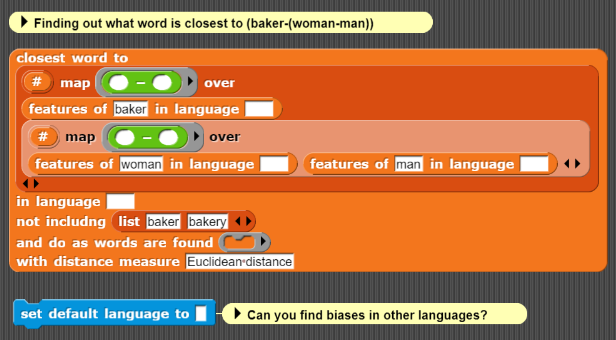 Finding out what word is closest to (baker-(woman-man))
closest word to
# map - over
features of baker in language
# map - over
features of woman in language features of man in language
in language
not includng list baker bakery
and do as words are found
with distance measure Euclidean·distance
set default language to
Can you find biases in other languages?